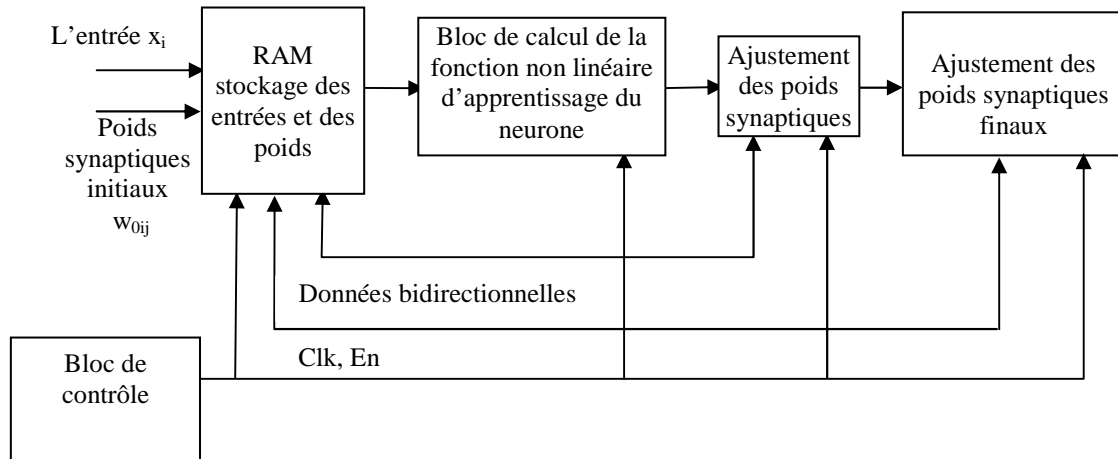 L'entrée xi
Poids
synaptiques
initiaux
w0ij
RAM
stockage des
entrées et des
poids
Bloc de calcul de la
fonction non linéaire
d'apprentissage du
neurone
Ajustement
des poids
synaptiques
Ajustement des
poids synaptiques
finaux
Données bidirectionnelles
Clk, En
Bloc de
contrôle